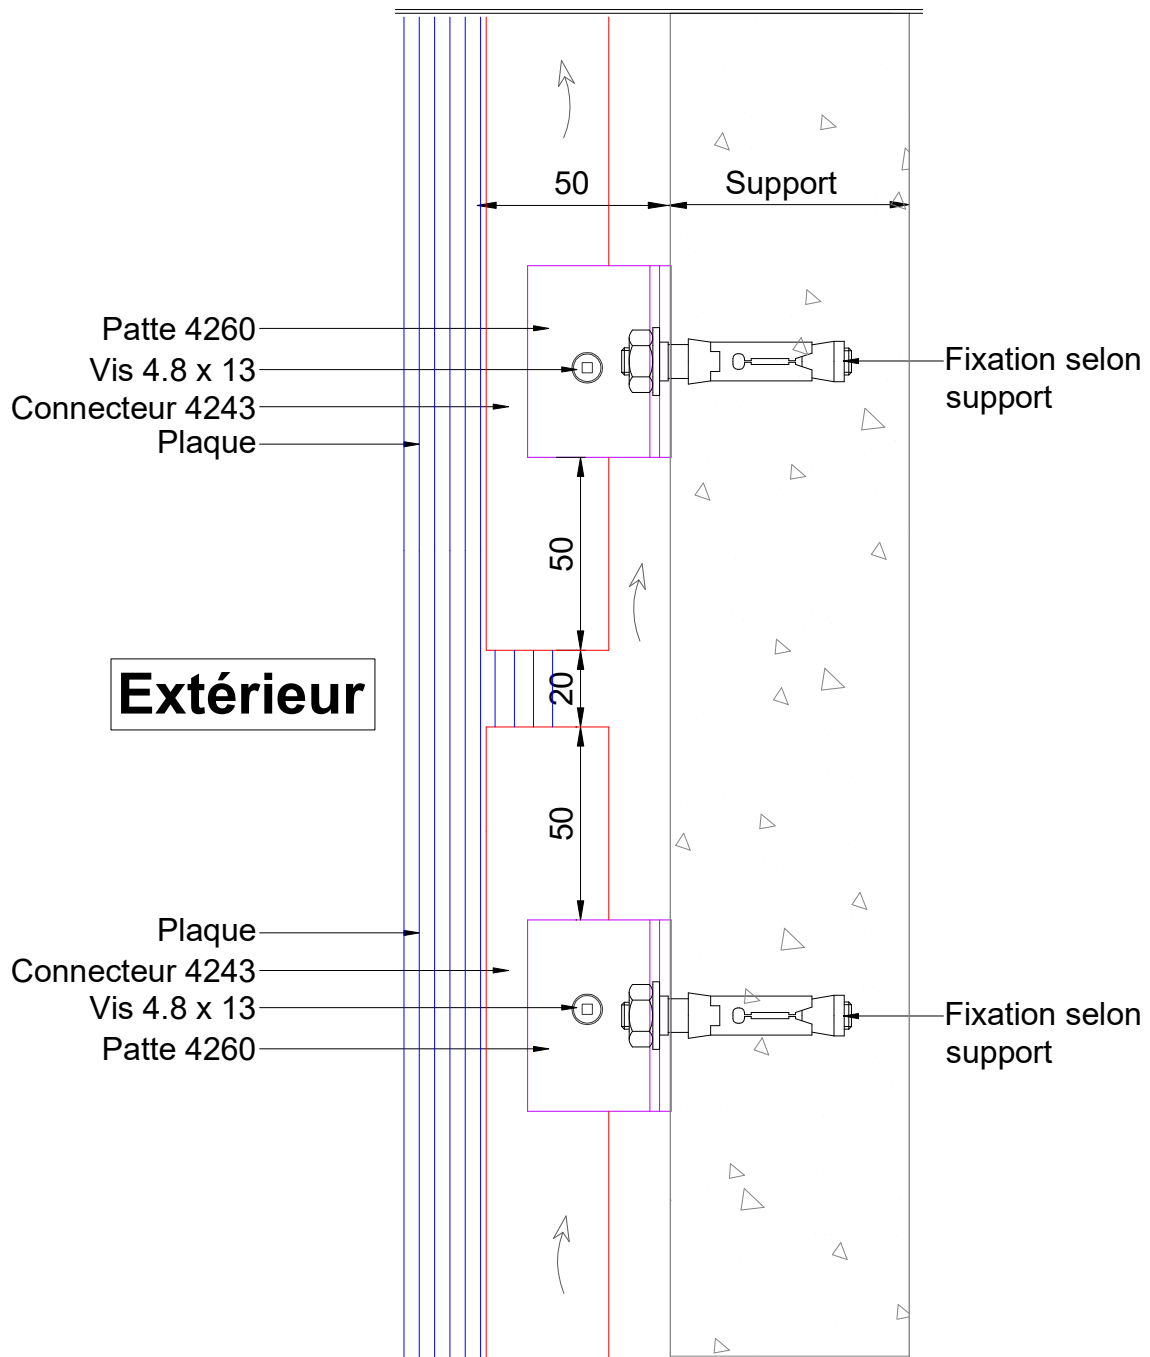 50
Support
Patte 4260
Vis 4.8 x 13
Connecteur 4243
Plaque
Fixation selon
support
50
Extérieur
20
50
Plaque
Connecteur 4243
Vis 4.8 x 13
Patte 4260
Fixation selon
support